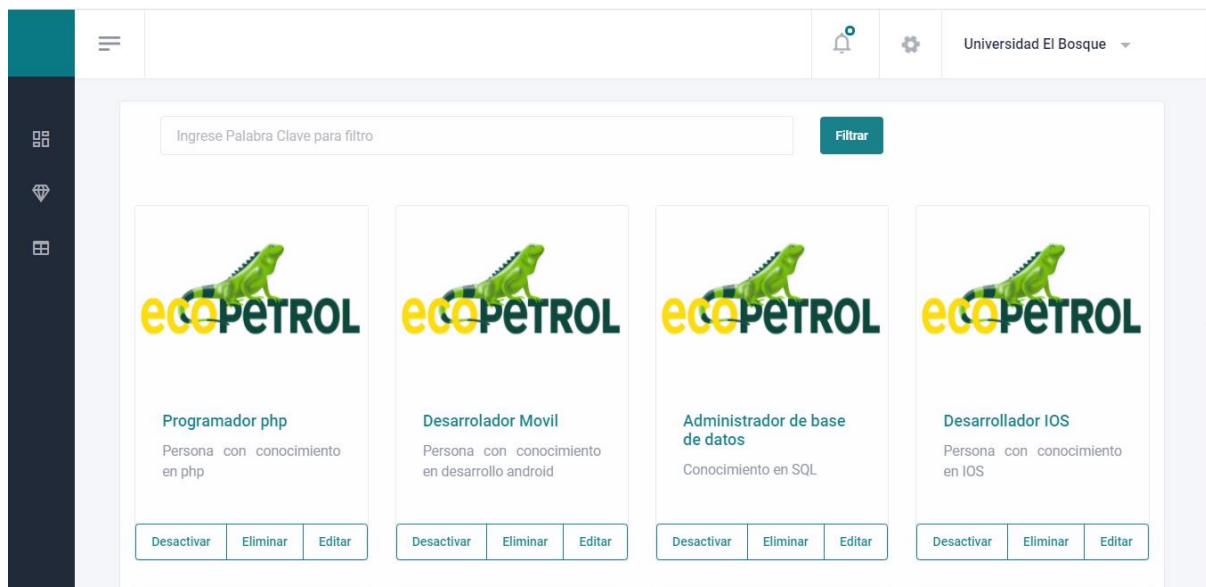 Universidad El Bosque
Ingrese Palabra Clave para filtro
Filtrar
ecopeTROL
Programador php
Persona con conocimiento
en php
Desactivar Eliminar Editar
ecopeTROL
Desarrolador Movil
Persona con conocimiento
en desarrollo android
Desactivar Eliminar Editar
ecopeTROL
Administrador de base
de datos
Conocimiento en SQL
Desactivar Eliminar Editar
ecopeTROL
Desarrollador IOS
Persona con conocimiento
en IOS
Desactivar Eliminar Editar